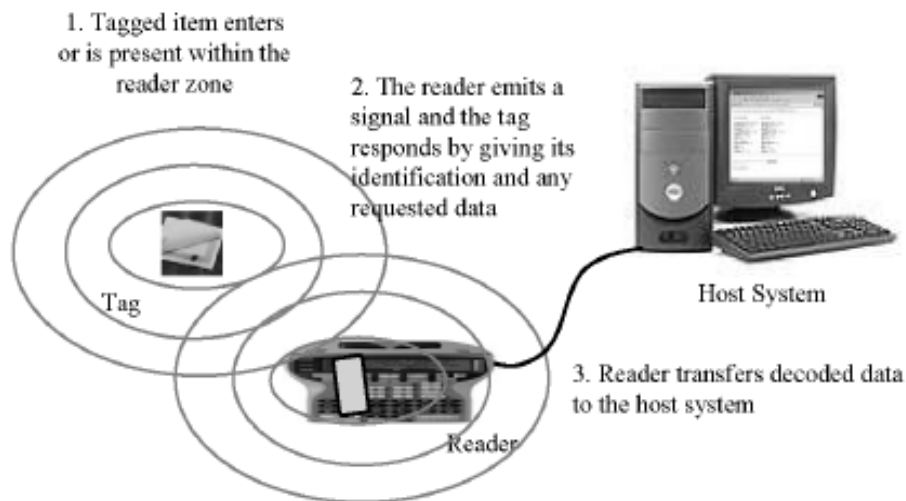 1. Tagged item enters
or is present within the
reader zone
2. The reader emits a
signal and the tag
responds by giving its
identification and any
requested data
Tag
Host System
3. Reader transfers decoded data
to the host system
Reader